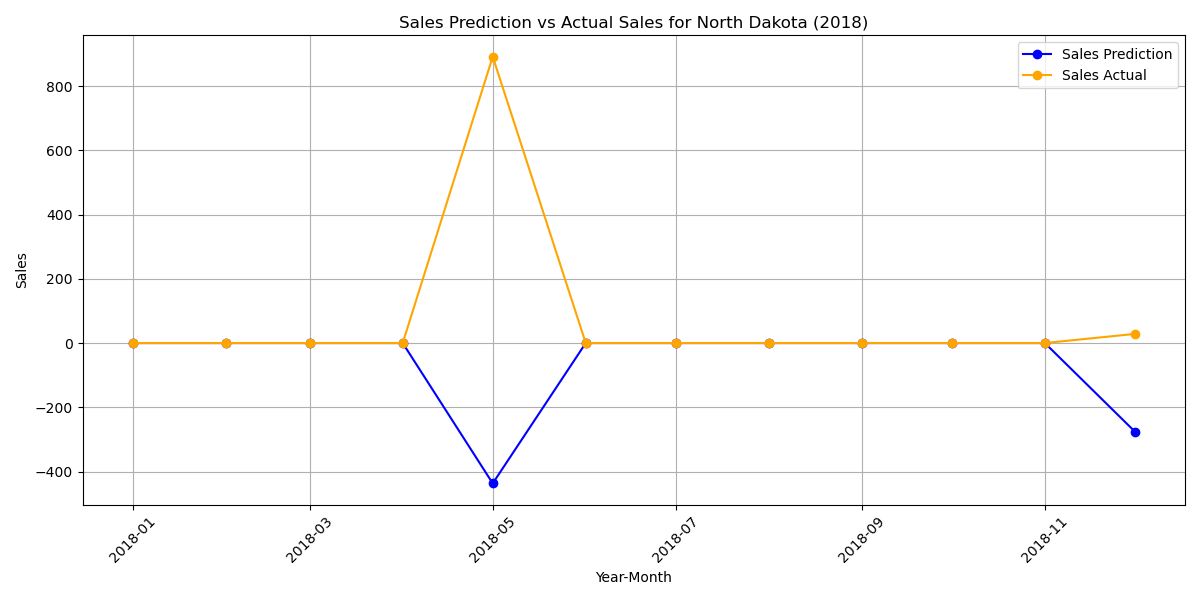 Sales Prediction vs Actual Sales for North Dakota (2018)
Sales Prediction
Sales Actual
Sales
800
600
400
200
0
−200
−400
2018-01
2018-03
2018-05
2018-07
2018-09
2018-11
Year-Month